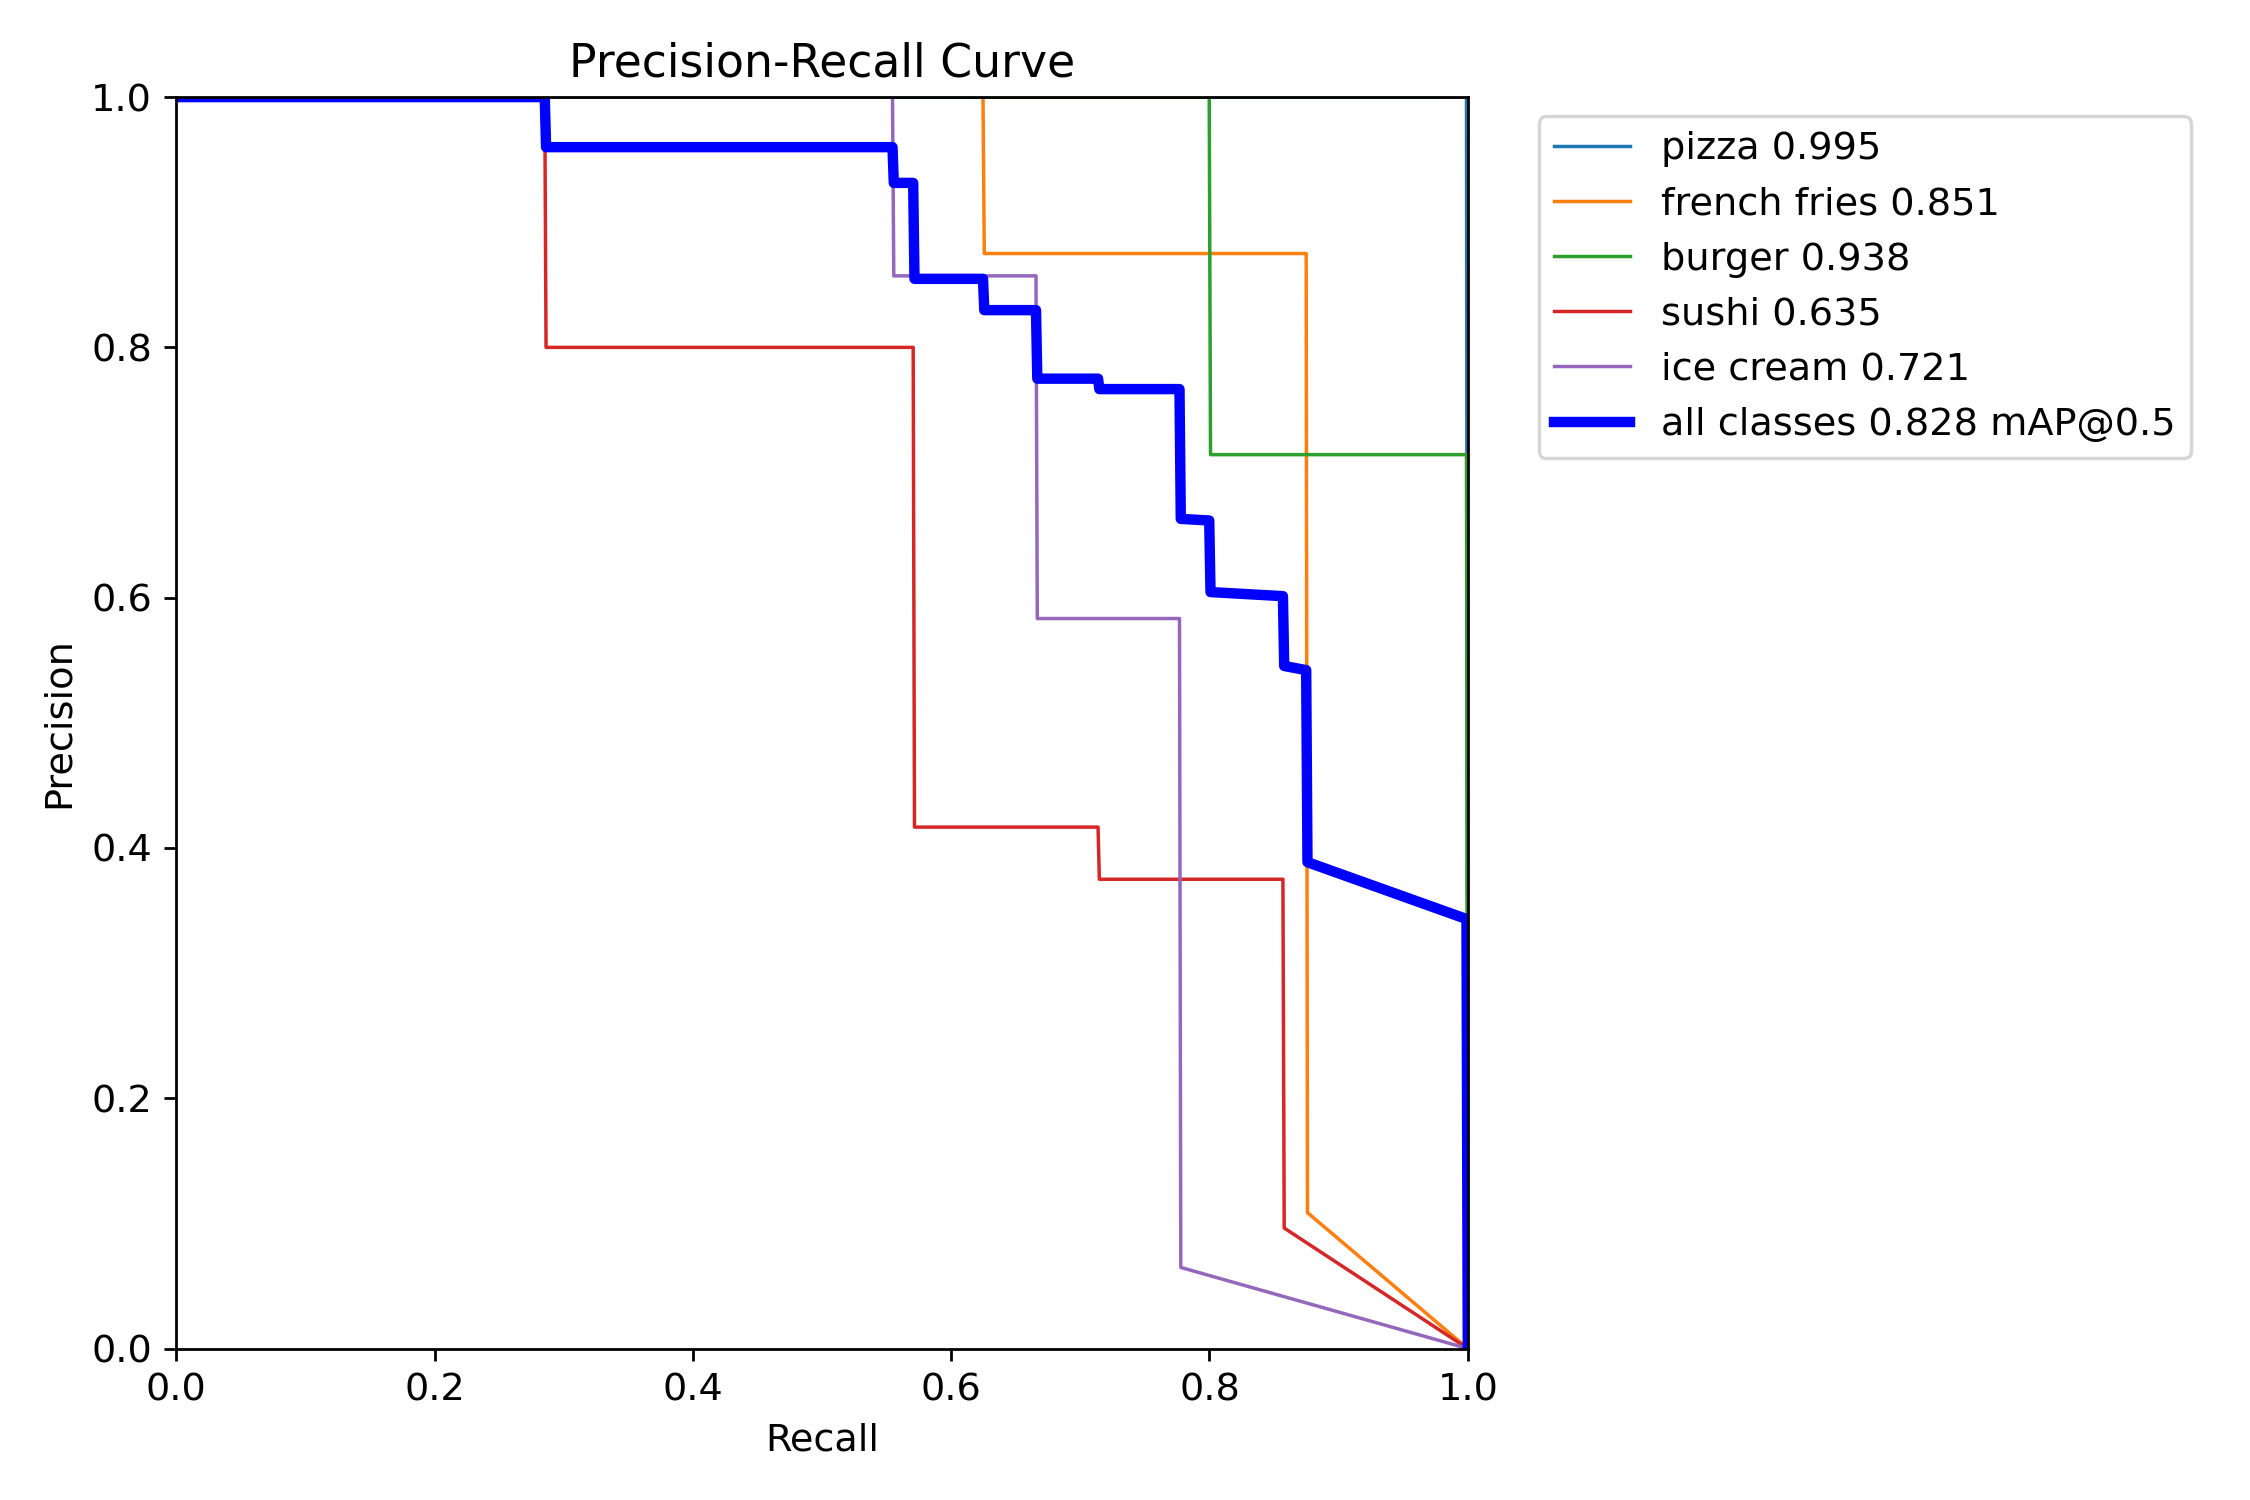 Precision-Recall Curve
1.0
0.8
0.6
0.4
0.2
0.0
Precision
0.0 0.2 0.4 0.6 0.8 1.0
Recall
pizza 0.995
french fries 0.851
burger 0.938
sushi 0.635
ice cream 0.721
all classes 0.828 mAP@0.5